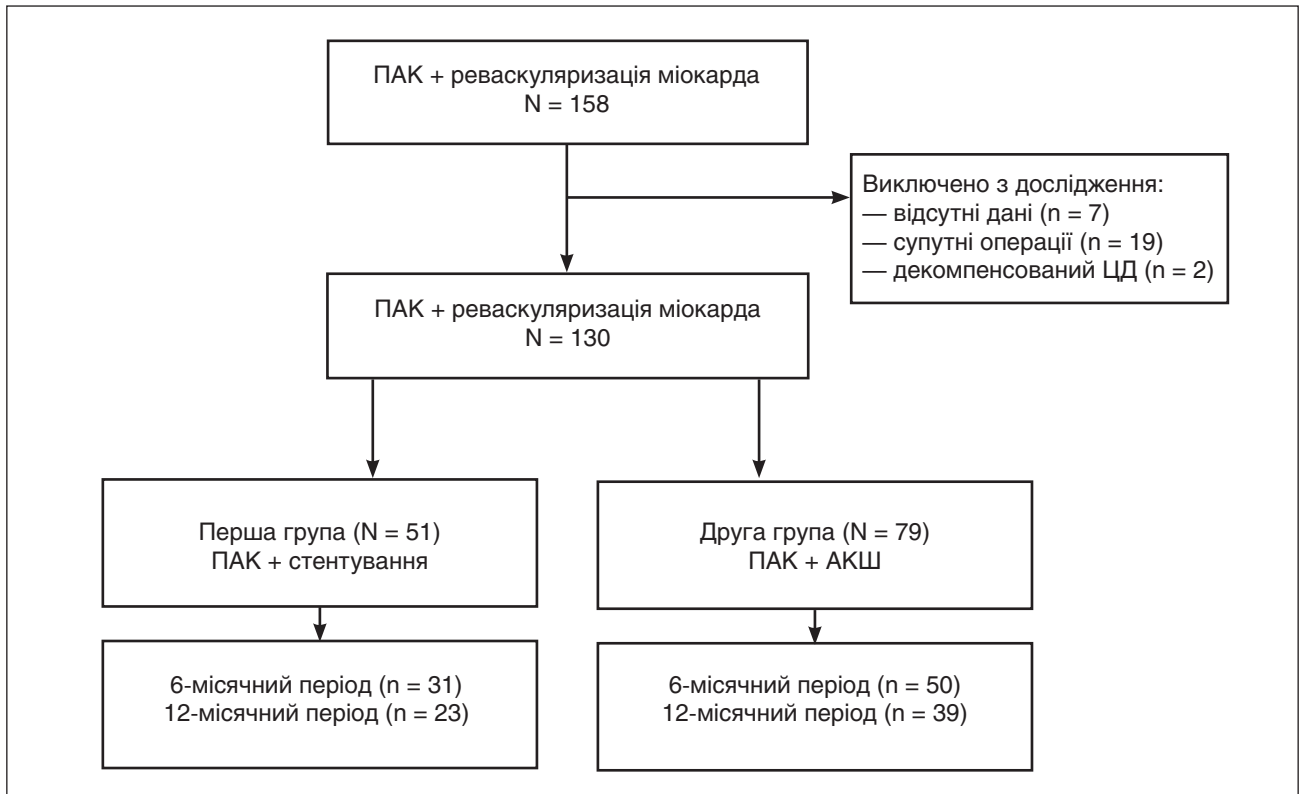 ПАК + реваскуляризація міокарда
N = 158
Виключено з дослідження:
— відсутні дані (n = 7)
— супутні операції (n = 19)
— декомпенсований ЦД (n = 2)
ПАК + реваскуляризація міокарда
N = 130
Перша група (N = 51)
ПАК + стентування
Друга група (N = 79)
ПАК + АКШ
6-місячний період (n = 31)
12-місячний період (n = 23)
6-місячний період (n = 50)
12-місячний період (n = 39)